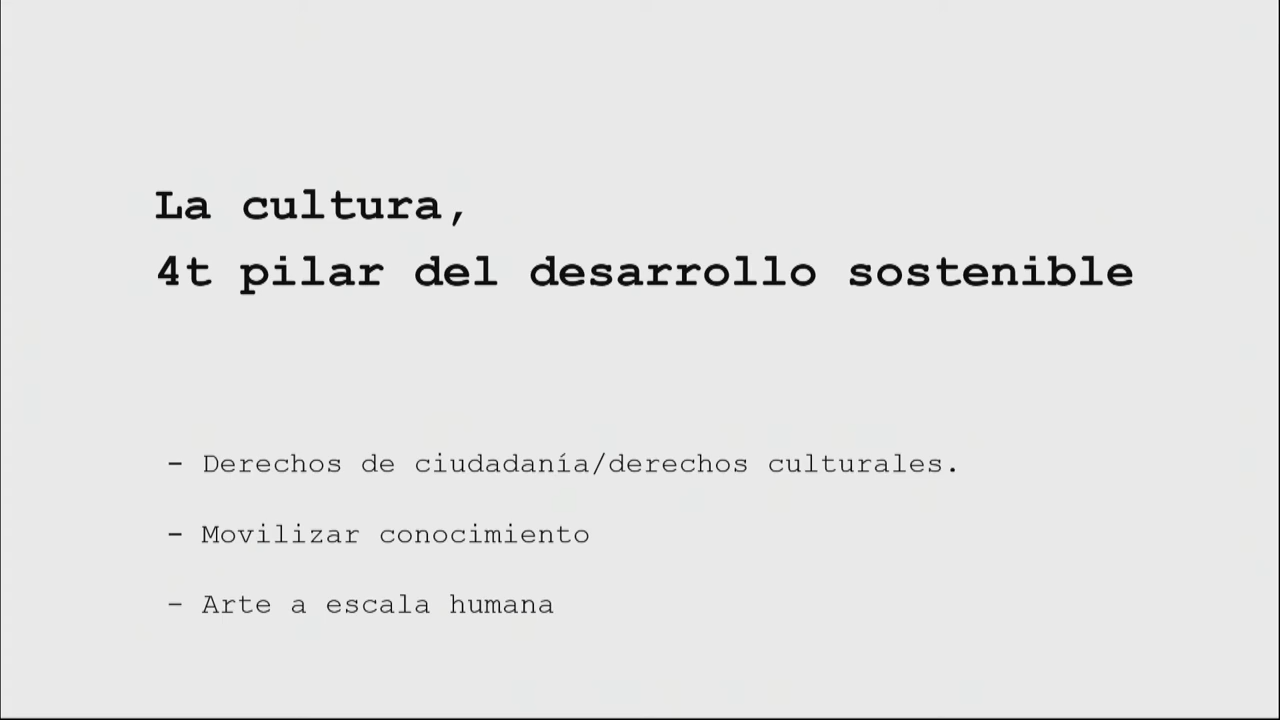 La cultura,
4t pilar del desarrollo sostenible
- Derechos de ciudadanía/derechos culturales.
- Movilizar conocimiento
- Arte a escala humana